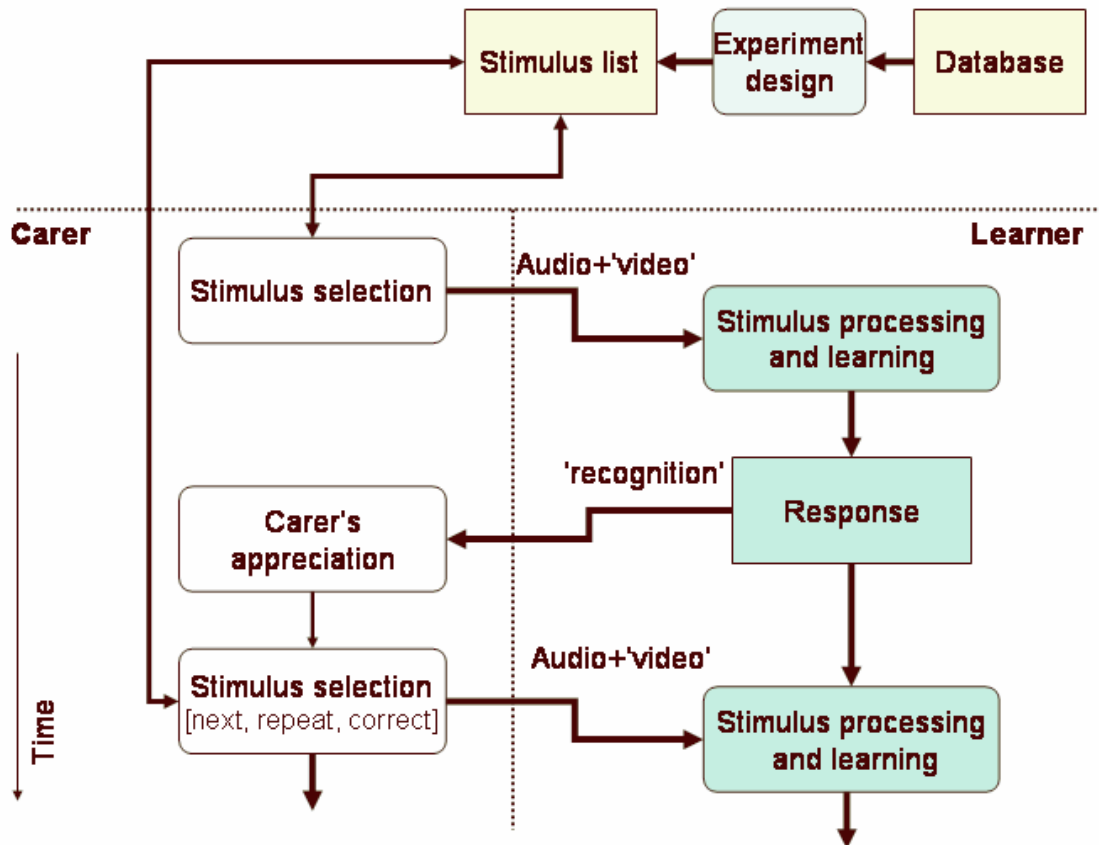 Stimulus list
Experiment
design
Database
Carer
Learner
Stimulus selection
Audio+'video'
Stimulus processing
and learning
'recognition'
Response
Carer's
appreciation
Audio+'video'
Stimulus selection
[next, repeat, correct]
Stimulus processing
and learning
Time